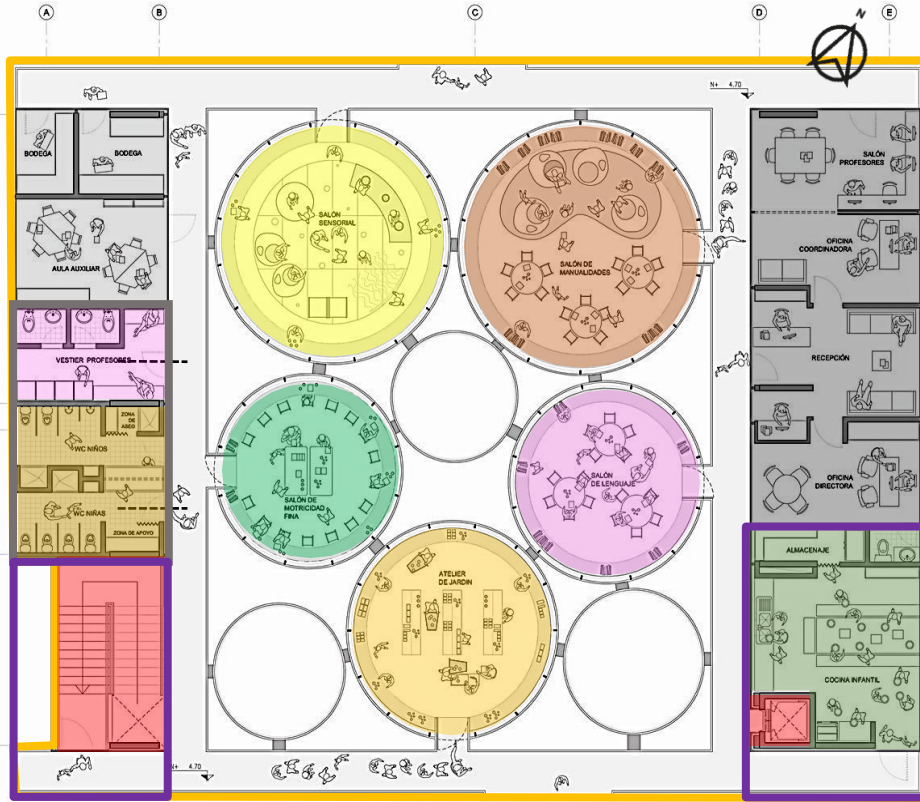 A
B
C
D
E
N
N+ 4.70
BODEGA
BODEGA
SALÓN
PROFESORES
SALÓN
SENSORIAL
OFICINA
COORDINADORA
AULA AUXILIAR
SALÓN DE
MANUALIDADES
VESTIER PROFESORES
RECEPCIÓN
ZONA
DE
ASEO
WC NIÑOS
SALÓN
DE LENGUAJE
OFICINA
DIRECTORA
SALÓN DE
MOTRICIDAD
FINA
WC NIÑAS
ZONA DE APOYO
ALMACENAJE
ATELIER
DE JARDIN
COCINA INFANTIL
N+ 4.70